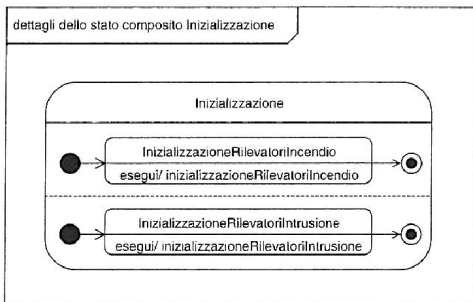 dettagli dello stato composito Inizializzazione
Inizializzazione
InizializzazioneRilevatoriIncendio
esegui/ inizializzazioneRilevatoriIncendio
InizializzazioneRilevatoriIntrusione
esegui/ inizializzazioneRilevatoriIntrusione